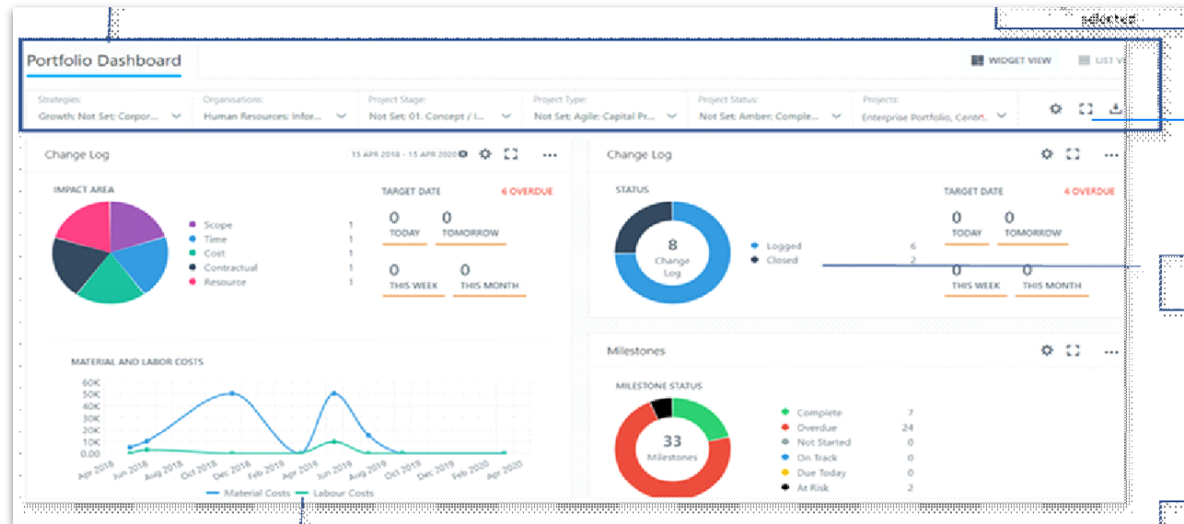 selected
Portfolio Dashboard
WIDGET VIEW
LIST
Strategies:
Growth; Not Set; Corpor...
Organisations:
Human Resources; Infor...
Project Stage:
Not Set; 01. Concept / I...
Project Type:
Not Set; Agile; Capital Pr...
Project Status:
Not Set; Amber; Comple...
Projects:
Enterprise Portfolio, Centr..
Change Log
15 APR 2018 - 15 APR 2020
...
IMPACT AREA
Scope 1
Time 1
Cost 1
Contractual 1
Resource 1
TARGET DATE
6 OVERDUE
0 0
TODAY TOMORROW
0 0
THIS WEEK THIS MONTH
MATERIAL AND LABOR COSTS
60K
50K
40K
30K
20K
10K
0.00
Apr 2018 Jun 2018 Aug 2018 Oct 2018 Dec 2018 Feb 2018 Apr 2019 Jun 2019 Aug 2019 Oct 2019 Dec 2019 Feb 2020 Apr 2020
Material Costs Labour Costs
Change Log
...
STATUS
8
Change
Log
Logged 6
Closed 2
TARGET DATE
4 OVERDUE
0 0
TODAY TOMORROW
0 0
THIS WEEK THIS MONTH
Milestones
...
MILESTONE STATUS
33
Milestones
Complete 7
Overdue 24
Not Started 0
On Track 0
Due Today 0
At Risk 2